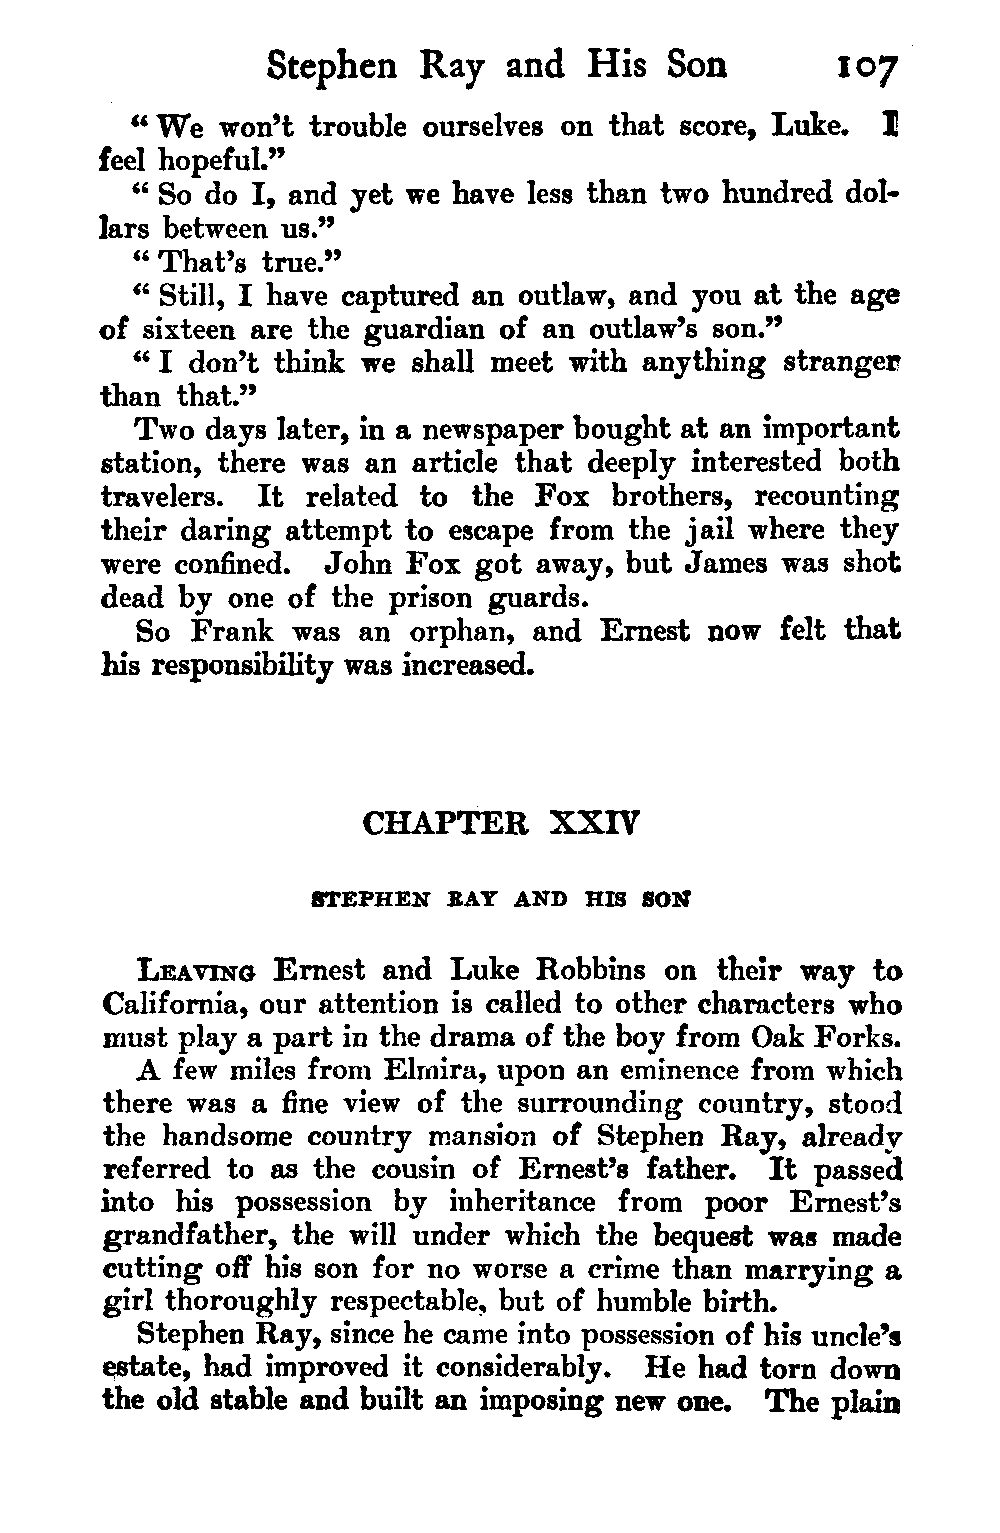 Stephen Ray and His Son 107
“ We won’t trouble ourselves on that score, Luke. I
feel hopeful.”
“ So do I, and yet we have less than two hundred dol-
lars between us.”
“ That’s true.”
“ Still, I have captured an outlaw, and you at the age
of sixteen are the guardian of an outlaw’s son.”
“ I don’t think we shall meet with anything stranger
than that.”
Two days later, in a newspaper bought at an important
station, there was an article that deeply interested both
travelers. It related to the Fox brothers, recounting
their daring attempt to escape from the jail where they
were confined. John Fox got away, but James was shot
dead by one of the prison guards.
So Frank was an orphan, and Ernest now felt that
his responsibility was increased.
CHAPTER XXIV
STEPHEN RAY AND HIS SON
LEAVING Ernest and Luke Robbins on their way to
California, our attention is called to other characters who
must play a part in the drama of the boy from Oak Forks.
A few miles from Elmira, upon an eminence from which
there was a fine view of the surrounding country, stood
the handsome country mansion of Stephen Ray, already
referred to as the cousin of Ernest’s father. It passed
into his possession by inheritance from poor Ernest’s
grandfather, the will under which the bequest was made
cutting off his son for no worse a crime than marrying a
girl thoroughly respectable, but of humble birth.
Stephen Ray, since he came into possession of his uncle’s
estate, had improved it considerably. He had torn down
the old stable and built an imposing new one. The plain